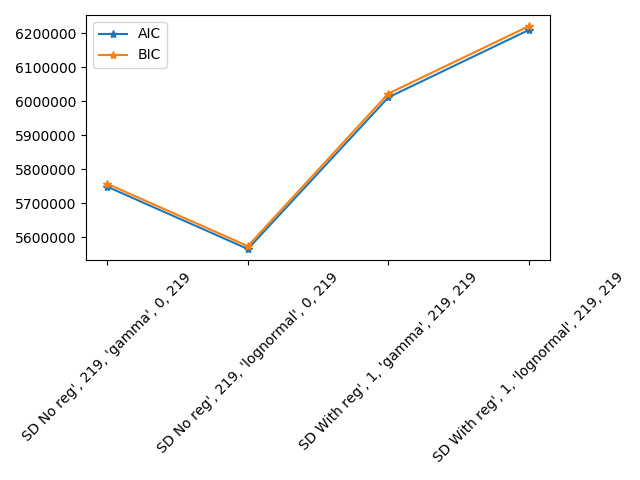 AIC
BIC
6200000
6100000
6000000
5900000
5800000
5700000
5600000
SD No reg', 219, 'gamma', 0, 219
SD No reg', 219, 'lognormal', 0, 219
SD With reg', 1, 'gamma', 219, 219
SD With reg', 1, 'lognormal', 219, 219